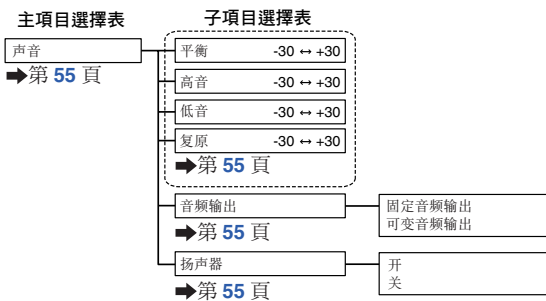 主項目選擇表
子項目選擇表
声音
➡第 55 頁
平衡 -30 ↔ +30
高音 -30 ↔ +30
低音 -30 ↔ +30
复原 -30 ↔ +30
➡第 55 頁
音频输出
➡第 55 頁
固定音频输出
可变音频输出
扬声器
➡第 55 頁
开
关